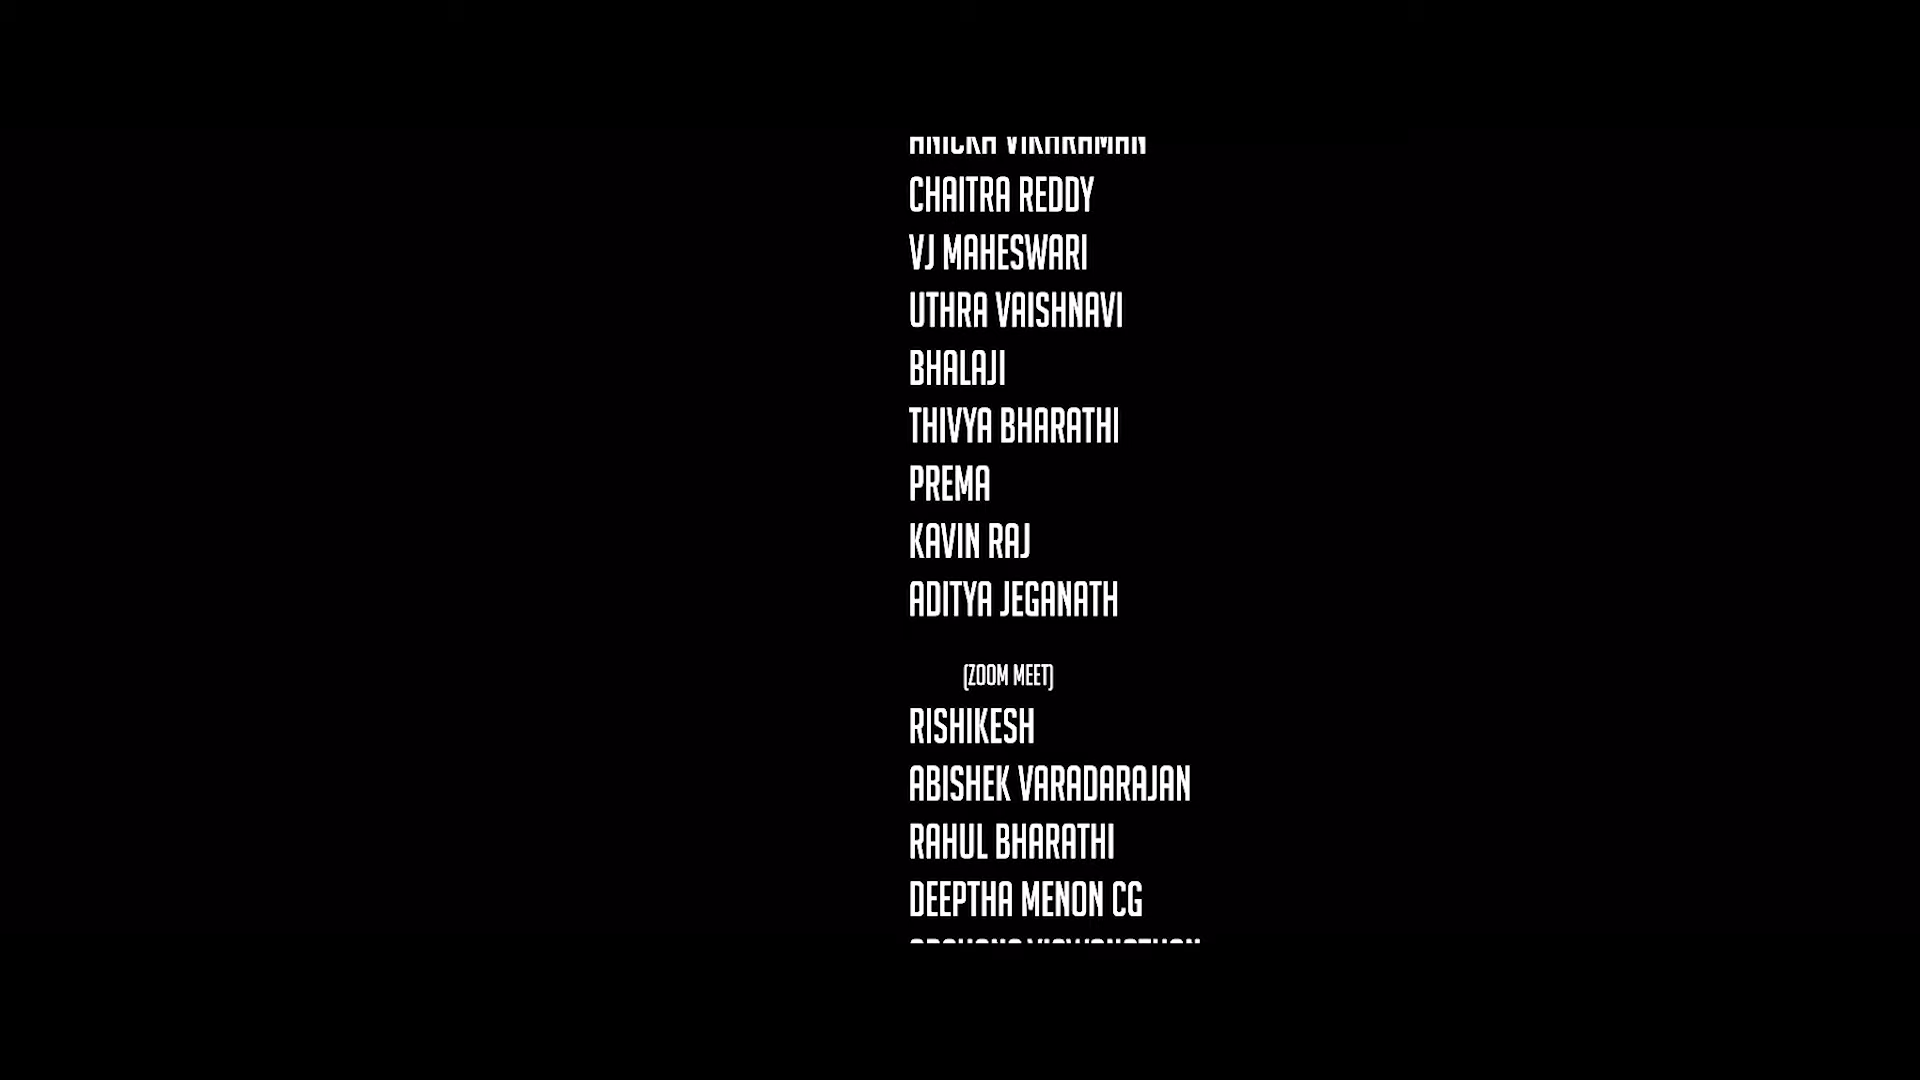 CHAITRA REDDY
VJ MAHESWARI
UTHRA VAISHNAVI
BHALAJI
THIVYA BHARATHI
PREMA
KAVIN RAJ
ADITYA JEGANATH
(ZOOM MEET)
RISHIKESH
ABISHEK VARADARAJAN
RAHUL BHARATHI
DEEPTHA MENON CG